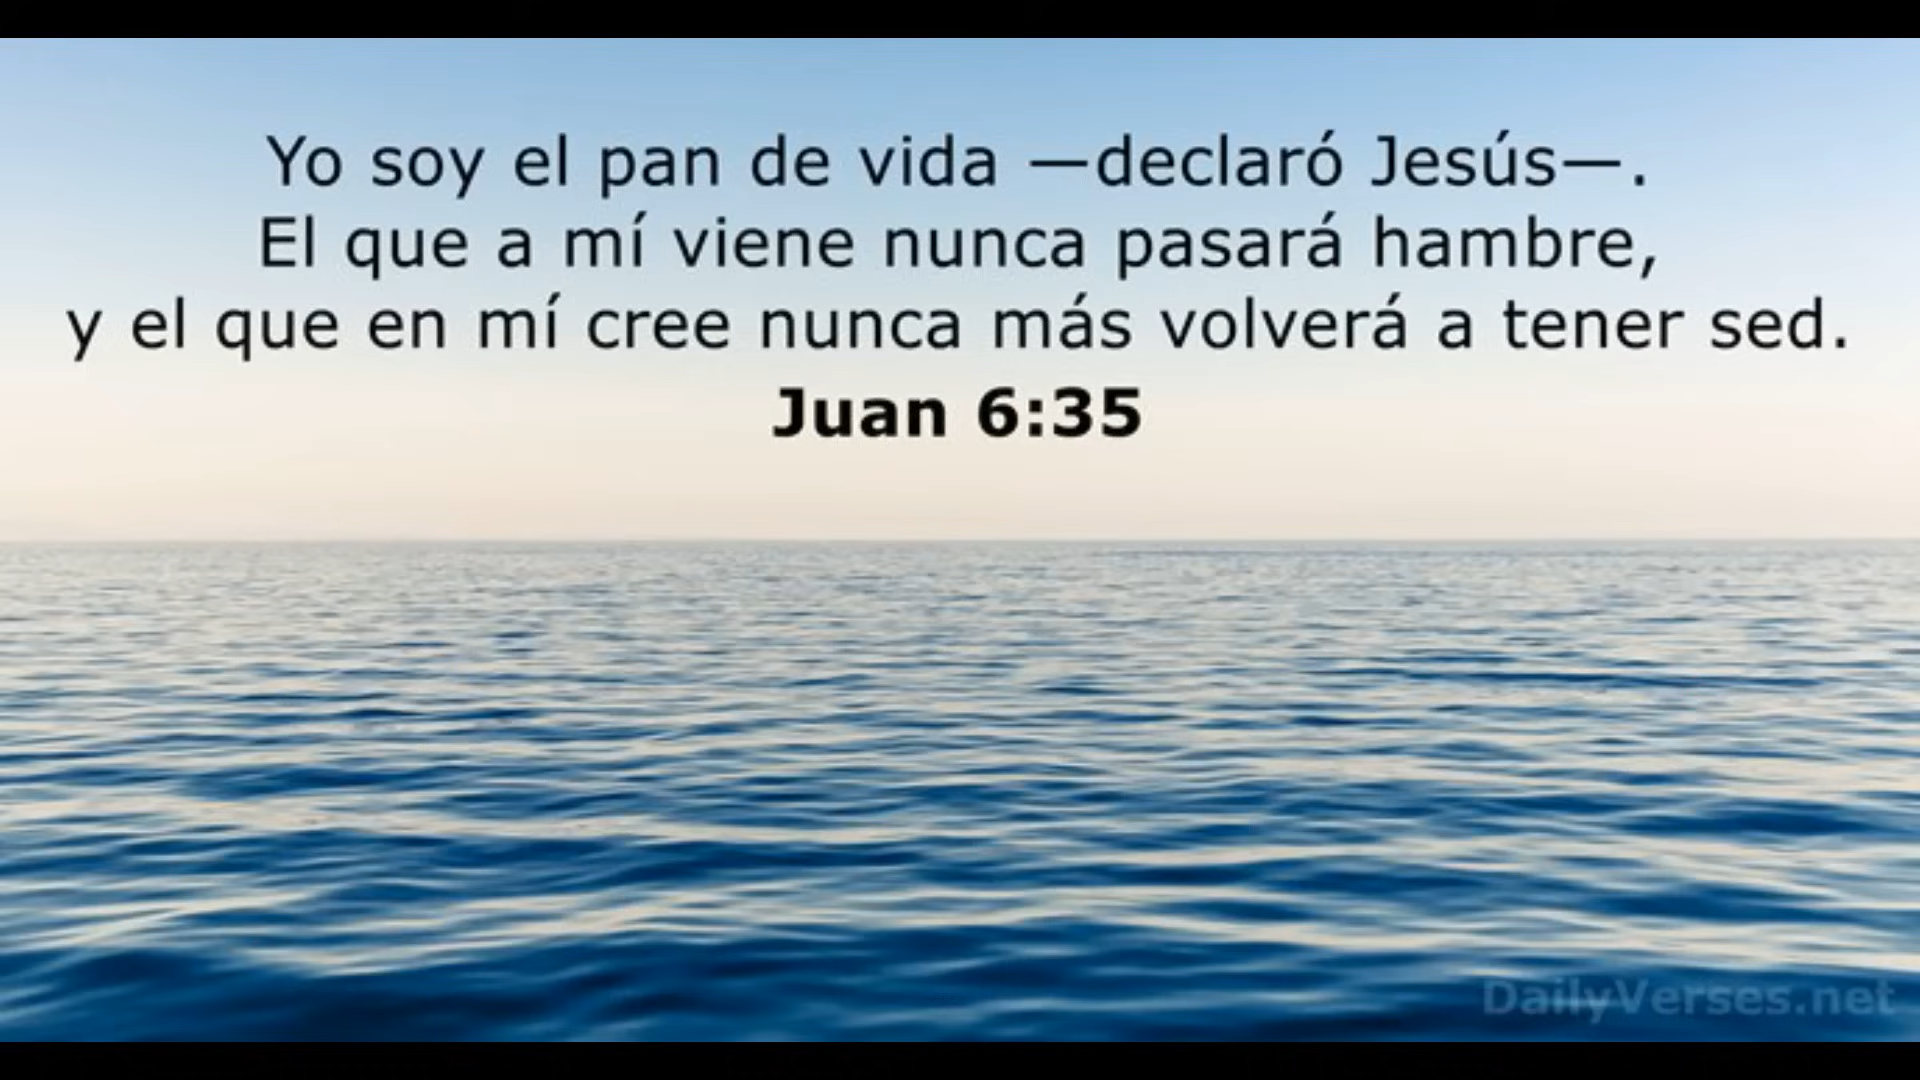 Yo soy el pan de vida —declaró Jesús—.
El que a mí viene nunca pasará hambre,
y el que en mí cree nunca más volverá a tener sed.
Juan 6:35
DailyVerses.net